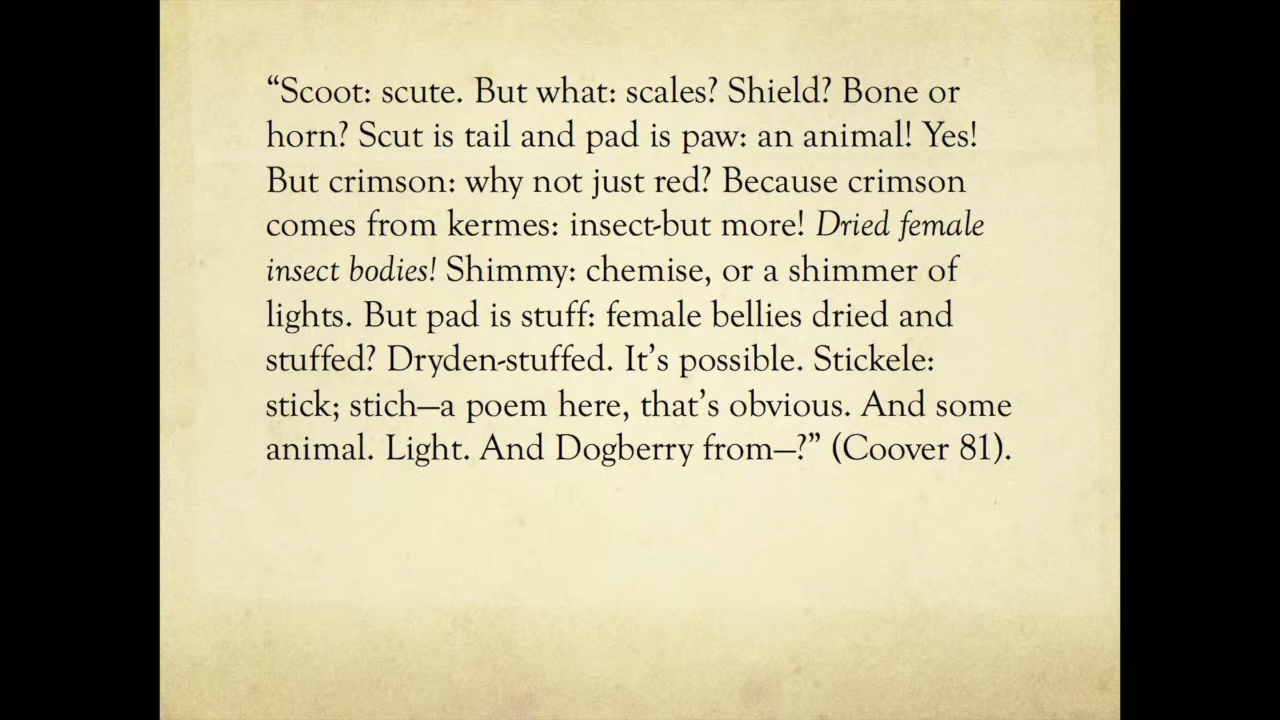 “Scoot: scute. But what: scales? Shield? Bone or
horn? Scut is tail and pad is paw: an animal! Yes!
But crimson: why not just red? Because crimson
comes from kermes: insect-but more! Dried female
insect bodies! Shimmy: chemise, or a shimmer of
lights. But pad is stuff: female bellies dried and
stuffed? Dryden-stuffed. It’s possible. Stickele:
stick; stich—a poem here, that’s obvious. And some
animal. Light. And Dogberry from—?” (Coover 81).